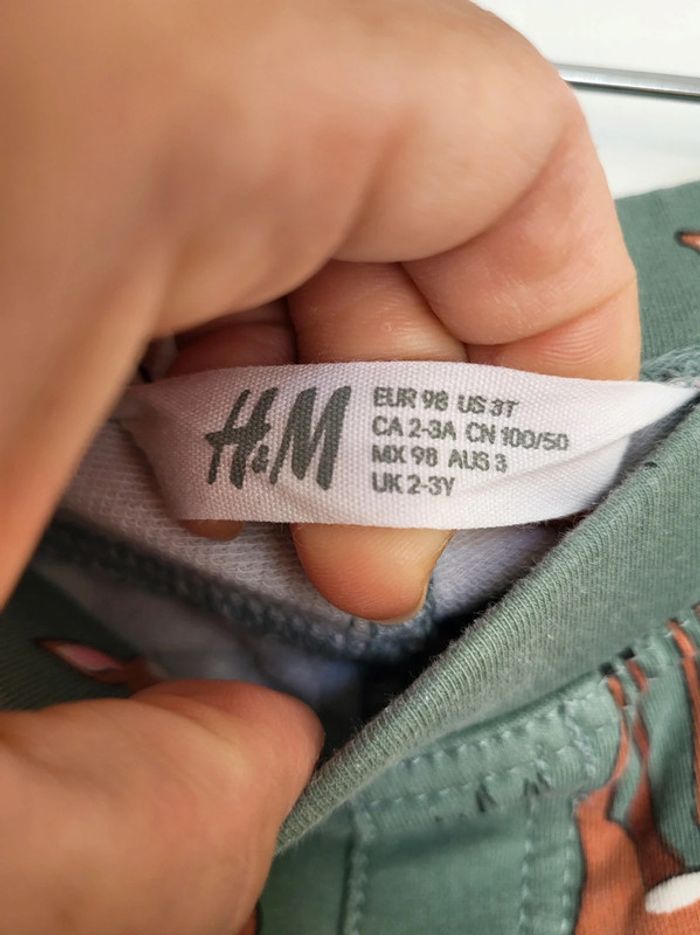 H&M
EUR 98 US 3T
CA 2-3A CN 100/50
MX 98 AUS 3
UK 2-3Y